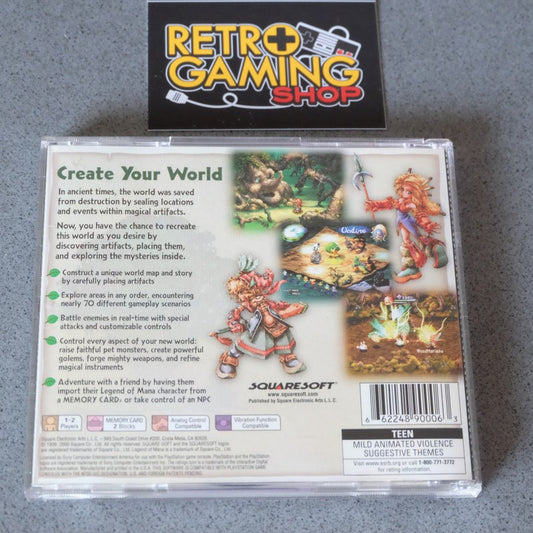 RETRO
GAMING
SHOP
Create Your World
In ancient times, the world was saved
from destruction by sealing locations
and events within magical artifacts.
Now, you have the chance to recreate
this world as you desire by
discovering artifacts, placing them,
and exploring the mysteries inside.
Construct a unique world map and story
by carefully placing artifacts
Explore areas in any order, encountering
nearly 70 different gameplay scenarios
Battle enemies in real-time with special
attacks and customizable controls
Control every aspect of your new world:
raise faithful pet monsters, create powerful
golems, forge mighty weapons, and refine
magical instruments
Adventure with a friend by having them
import their Legend of Mana character
from a MEMORY CARD, or take control of an NPC
SQUARESOFT
www.squaresoft.com
Published by Square Electronic Arts L.L.C.
6 62248 90006 3
1-2
Players
MEMORY CARD
2 Blocks
Analog Control
Compatible
Vibration Function
Compatible
TEEN
MILD ANIMATED VIOLENCE
SUGGESTIVE THEMES
Visit www.esrb.org or call 1-800-771-3772
for rating information.